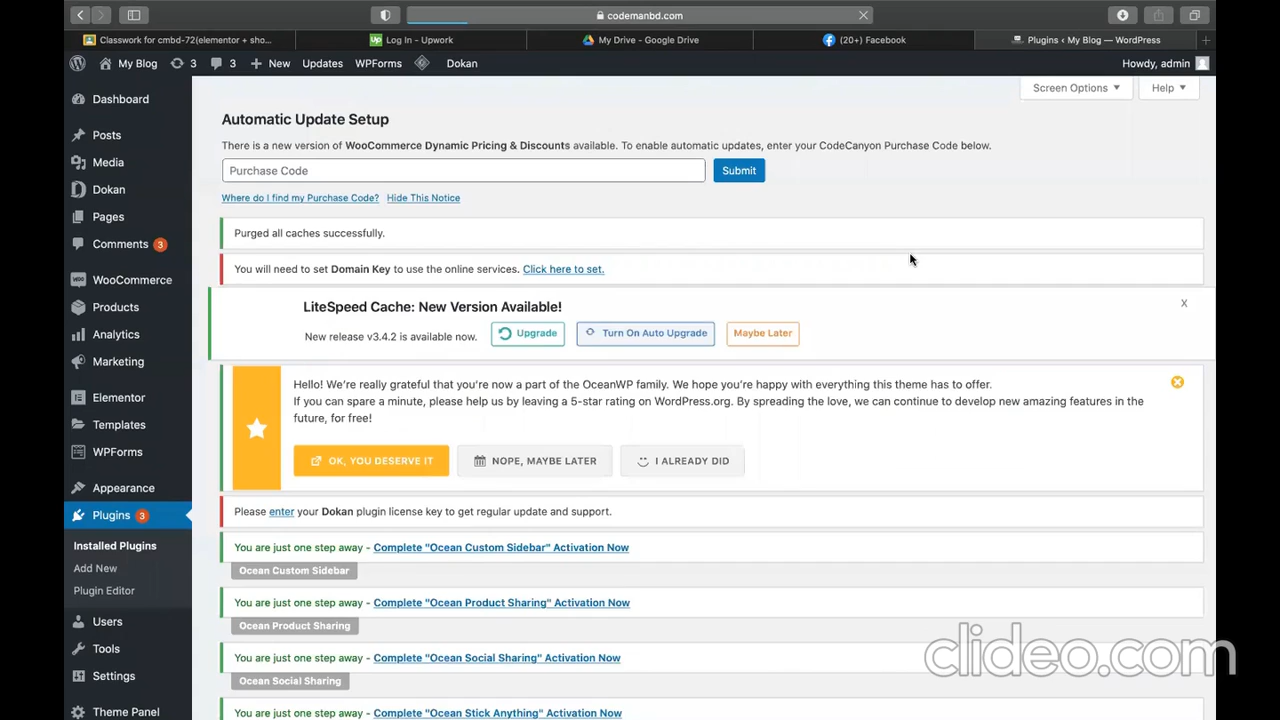 codemanbd.com
Classwork for cmbd-72(elementor + sho...
Log In - Upwork
My Drive - Google Drive
(20+) Facebook
Plugins ‹ My Blog — WordPress
My Blog
3
3
New
Updates
WPForms
Dokan
Howdy, admin
Screen Options
Help
Dashboard
Posts
Media
Dokan
Pages
Comments 3
WooCommerce
Products
Analytics
Marketing
Elementor
Templates
WPForms
Appearance
Plugins 3
Installed Plugins
Add New
Plugin Editor
Users
Tools
Settings
Theme Panel
Automatic Update Setup
There is a new version of WooCommerce Dynamic Pricing & Discounts available. To enable automatic updates, enter your CodeCanyon Purchase Code below.
Purchase Code
Submit
Where do I find my Purchase Code? Hide This Notice
Purged all caches successfully.
You will need to set Domain Key to use the online services. Click here to set.
LiteSpeed Cache: New Version Available!
X
New release v3.4.2 is available now.
Upgrade
Turn On Auto Upgrade
Maybe Later
Hello! We're really grateful that you're now a part of the OceanWP family. We hope you're happy with everything this theme has to offer.
If you can spare a minute, please help us by leaving a 5-star rating on WordPress.org. By spreading the love, we can continue to develop new amazing features in the
future, for free!
OK, YOU DESERVE IT
NOPE, MAYBE LATER
I ALREADY DID
Please enter your Dokan plugin license key to get regular update and support.
You are just one step away - Complete "Ocean Custom Sidebar" Activation Now
Ocean Custom Sidebar
You are just one step away - Complete "Ocean Product Sharing" Activation Now
Ocean Product Sharing
You are just one step away - Complete "Ocean Social Sharing" Activation Now
Ocean Social Sharing
You are just one step away - Complete "Ocean Stick Anything" Activation Now
clideo.com